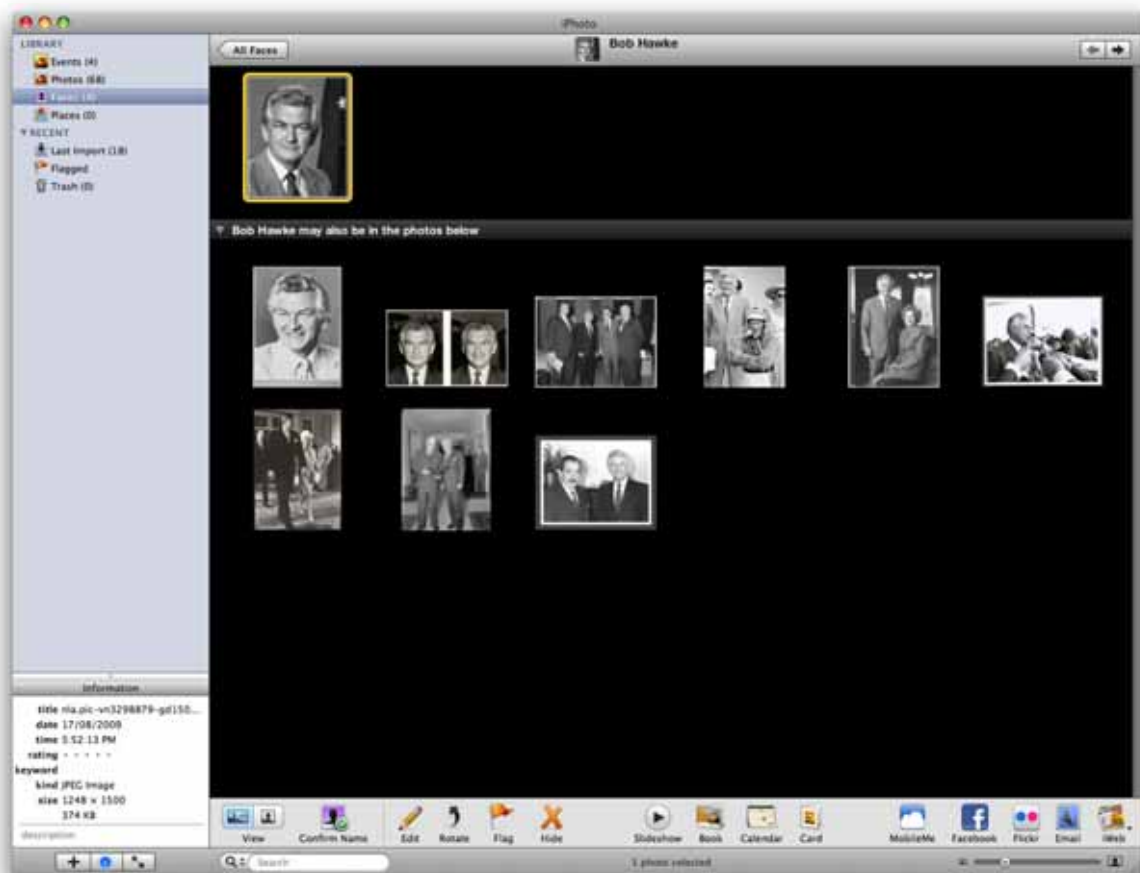 iPhoto
LIBRARY
Events (4)
Photos (68)
Faces (4)
Places (0)
RECENT
Last Import (18)
Flagged
Trash (0)
All Faces
Bob Hawke
Bob Hawke may also be in the photos below
Information
title nla.pic-vn3298879-gd150...
date 17/08/2009
time 5:52:13 PM
rating
keyword
kind JPEG Image
size 1248 × 1500
374 KB
description
View
Confirm Name
Edit
Rotate
Flag
Hide
Slideshow
Book
Calendar
Card
MobileMe
Facebook
Flickr
Email
iWeb
Search
1 photo selected